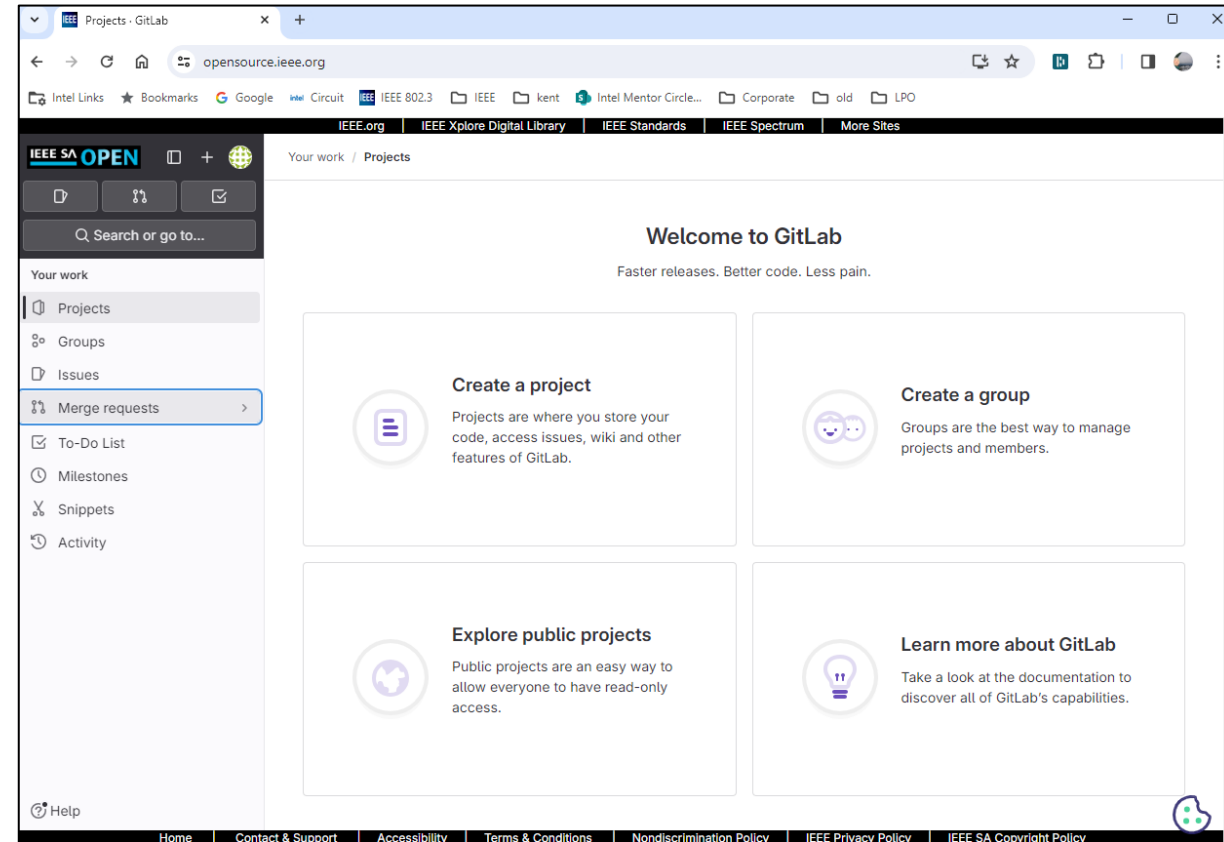 IEEE Projects · GitLab
opensource.ieee.org
Intel Links Bookmarks Google intel Circuit IEEE IEEE 802.3 IEEE kent Intel Mentor Circle... Corporate old LPO
IEEE.org IEEE Xplore Digital Library IEEE Standards IEEE Spectrum More Sites
IEEE SA OPEN
Your work / Projects
Search or go to...
Welcome to GitLab
Faster releases. Better code. Less pain.
Your work
Projects
Groups
Issues
Merge requests
To-Do List
Milestones
Snippets
Activity
Create a project
Projects are where you store your
code, access issues, wiki and other
features of GitLab.
Create a group
Groups are the best way to manage
projects and members.
Explore public projects
Public projects are an easy way to
allow everyone to have read-only
access.
Learn more about GitLab
Take a look at the documentation to
discover all of GitLab's capabilities.
Help
Home Contact & Support Accessibility Terms & Conditions Nondiscrimination Policy IEEE Privacy Policy IEEE SA Copyright Policy